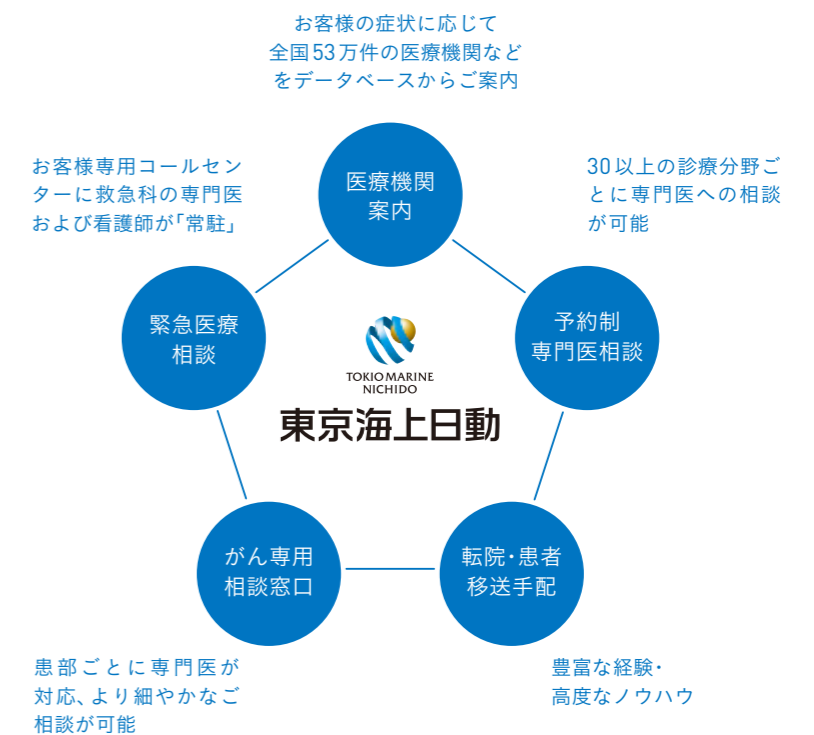 お客様の症状に応じて
全国53万件の医療機関など
をデータベースからご案内
医療機関
案内
お客様専用コールセン
ターに救急科の専門医
および看護師が「常駐」
30以上の診療分野ご
とに専門医への相談
が可能
緊急医療
相談
予約制
専門医相談
TOKIO MARINE
NICHIDO
東京海上日動
がん専用
相談窓口
転院・患者
移送手配
患部ごとに専門医が
対応、より細やかなご
相談が可能
豊富な経験・
高度なノウハウ